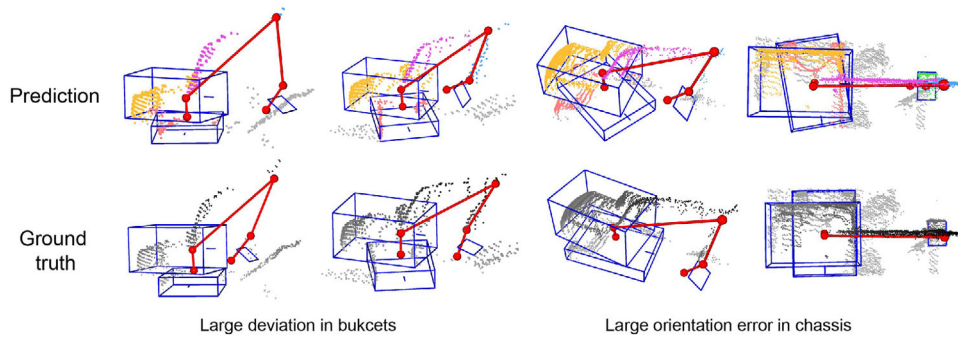 Prediction
Ground
truth
Large deviation in bukcets
Large orientation error in chassis